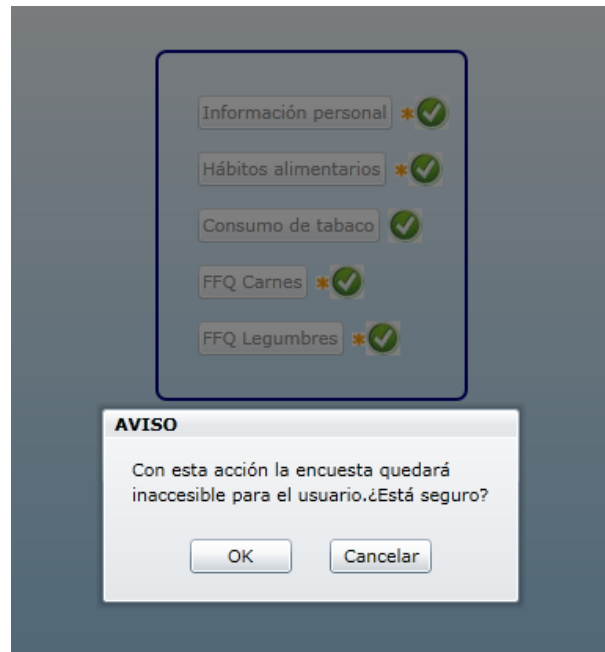 Información personal *
Hábitos alimentarios *
Consumo de tabaco
FFQ Carnes *
FFQ Legumbres *
AVISO
Con esta acción la encuesta quedará
inaccesible para el usuario.¿Está seguro?
OK Cancelar